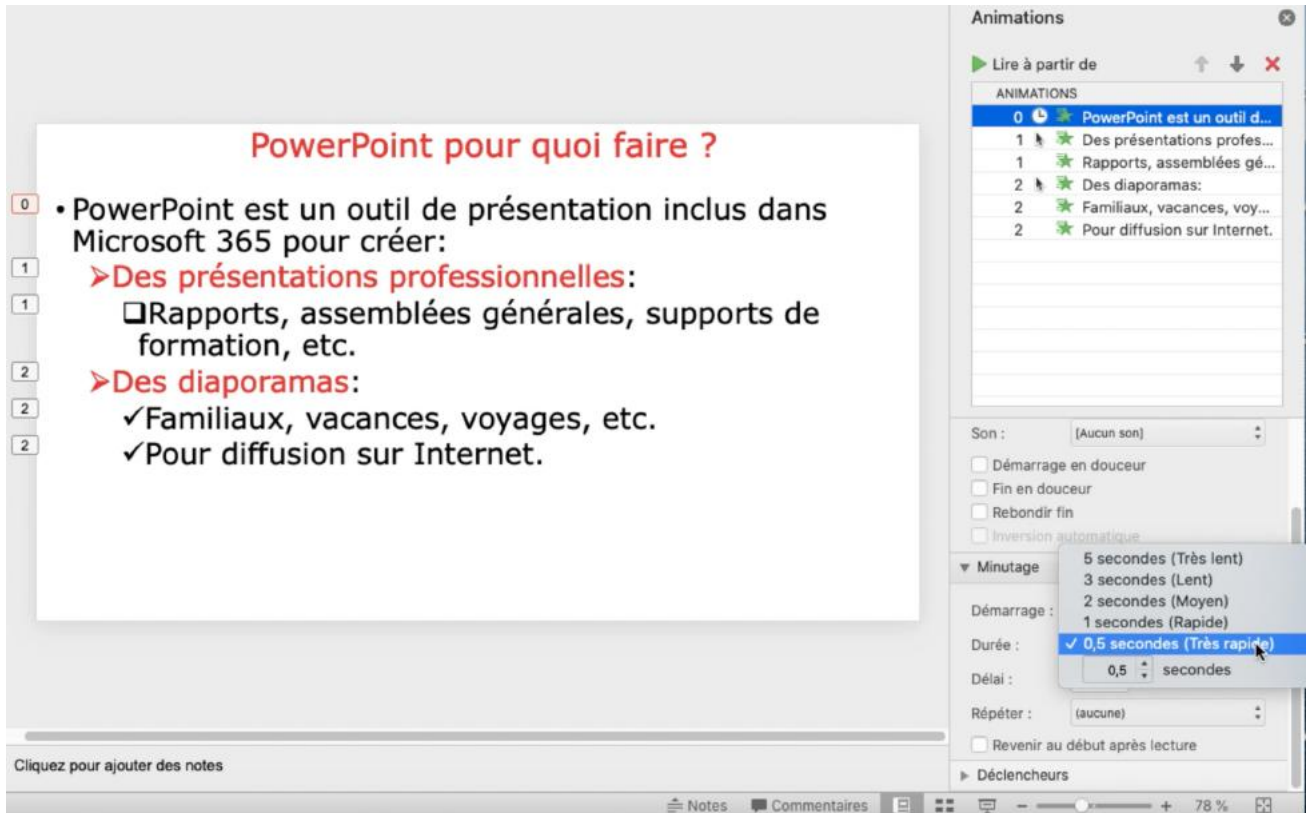 Animations
Lire à partir de
ANIMATIONS
0 PowerPoint est un outil d...
1 Des présentations profes...
1 Rapports, assemblées gé...
2 Des diaporamas:
2 Familiaux, vacances, voy...
2 Pour diffusion sur Internet.
PowerPoint pour quoi faire ?
0
• PowerPoint est un outil de présentation inclus dans
Microsoft 365 pour créer:
1
➢Des présentations professionnelles:
1
❑Rapports, assemblées générales, supports de
formation, etc.
2
➢Des diaporamas:
2
✓Familiaux, vacances, voyages, etc.
2
✓Pour diffusion sur Internet.
Son : [Aucun son]
Démarrage en douceur
Fin en douceur
Rebondir fin
Inversion automatique
Minutage
5 secondes (Très lent)
3 secondes (Lent)
2 secondes (Moyen)
1 secondes (Rapide)
✓ 0,5 secondes (Très rapide)
0,5 secondes
Démarrage :
Durée :
Délai :
Répéter : (aucune)
Revenir au début après lecture
Déclencheurs
Cliquez pour ajouter des notes
Notes Commentaires − + 78 %